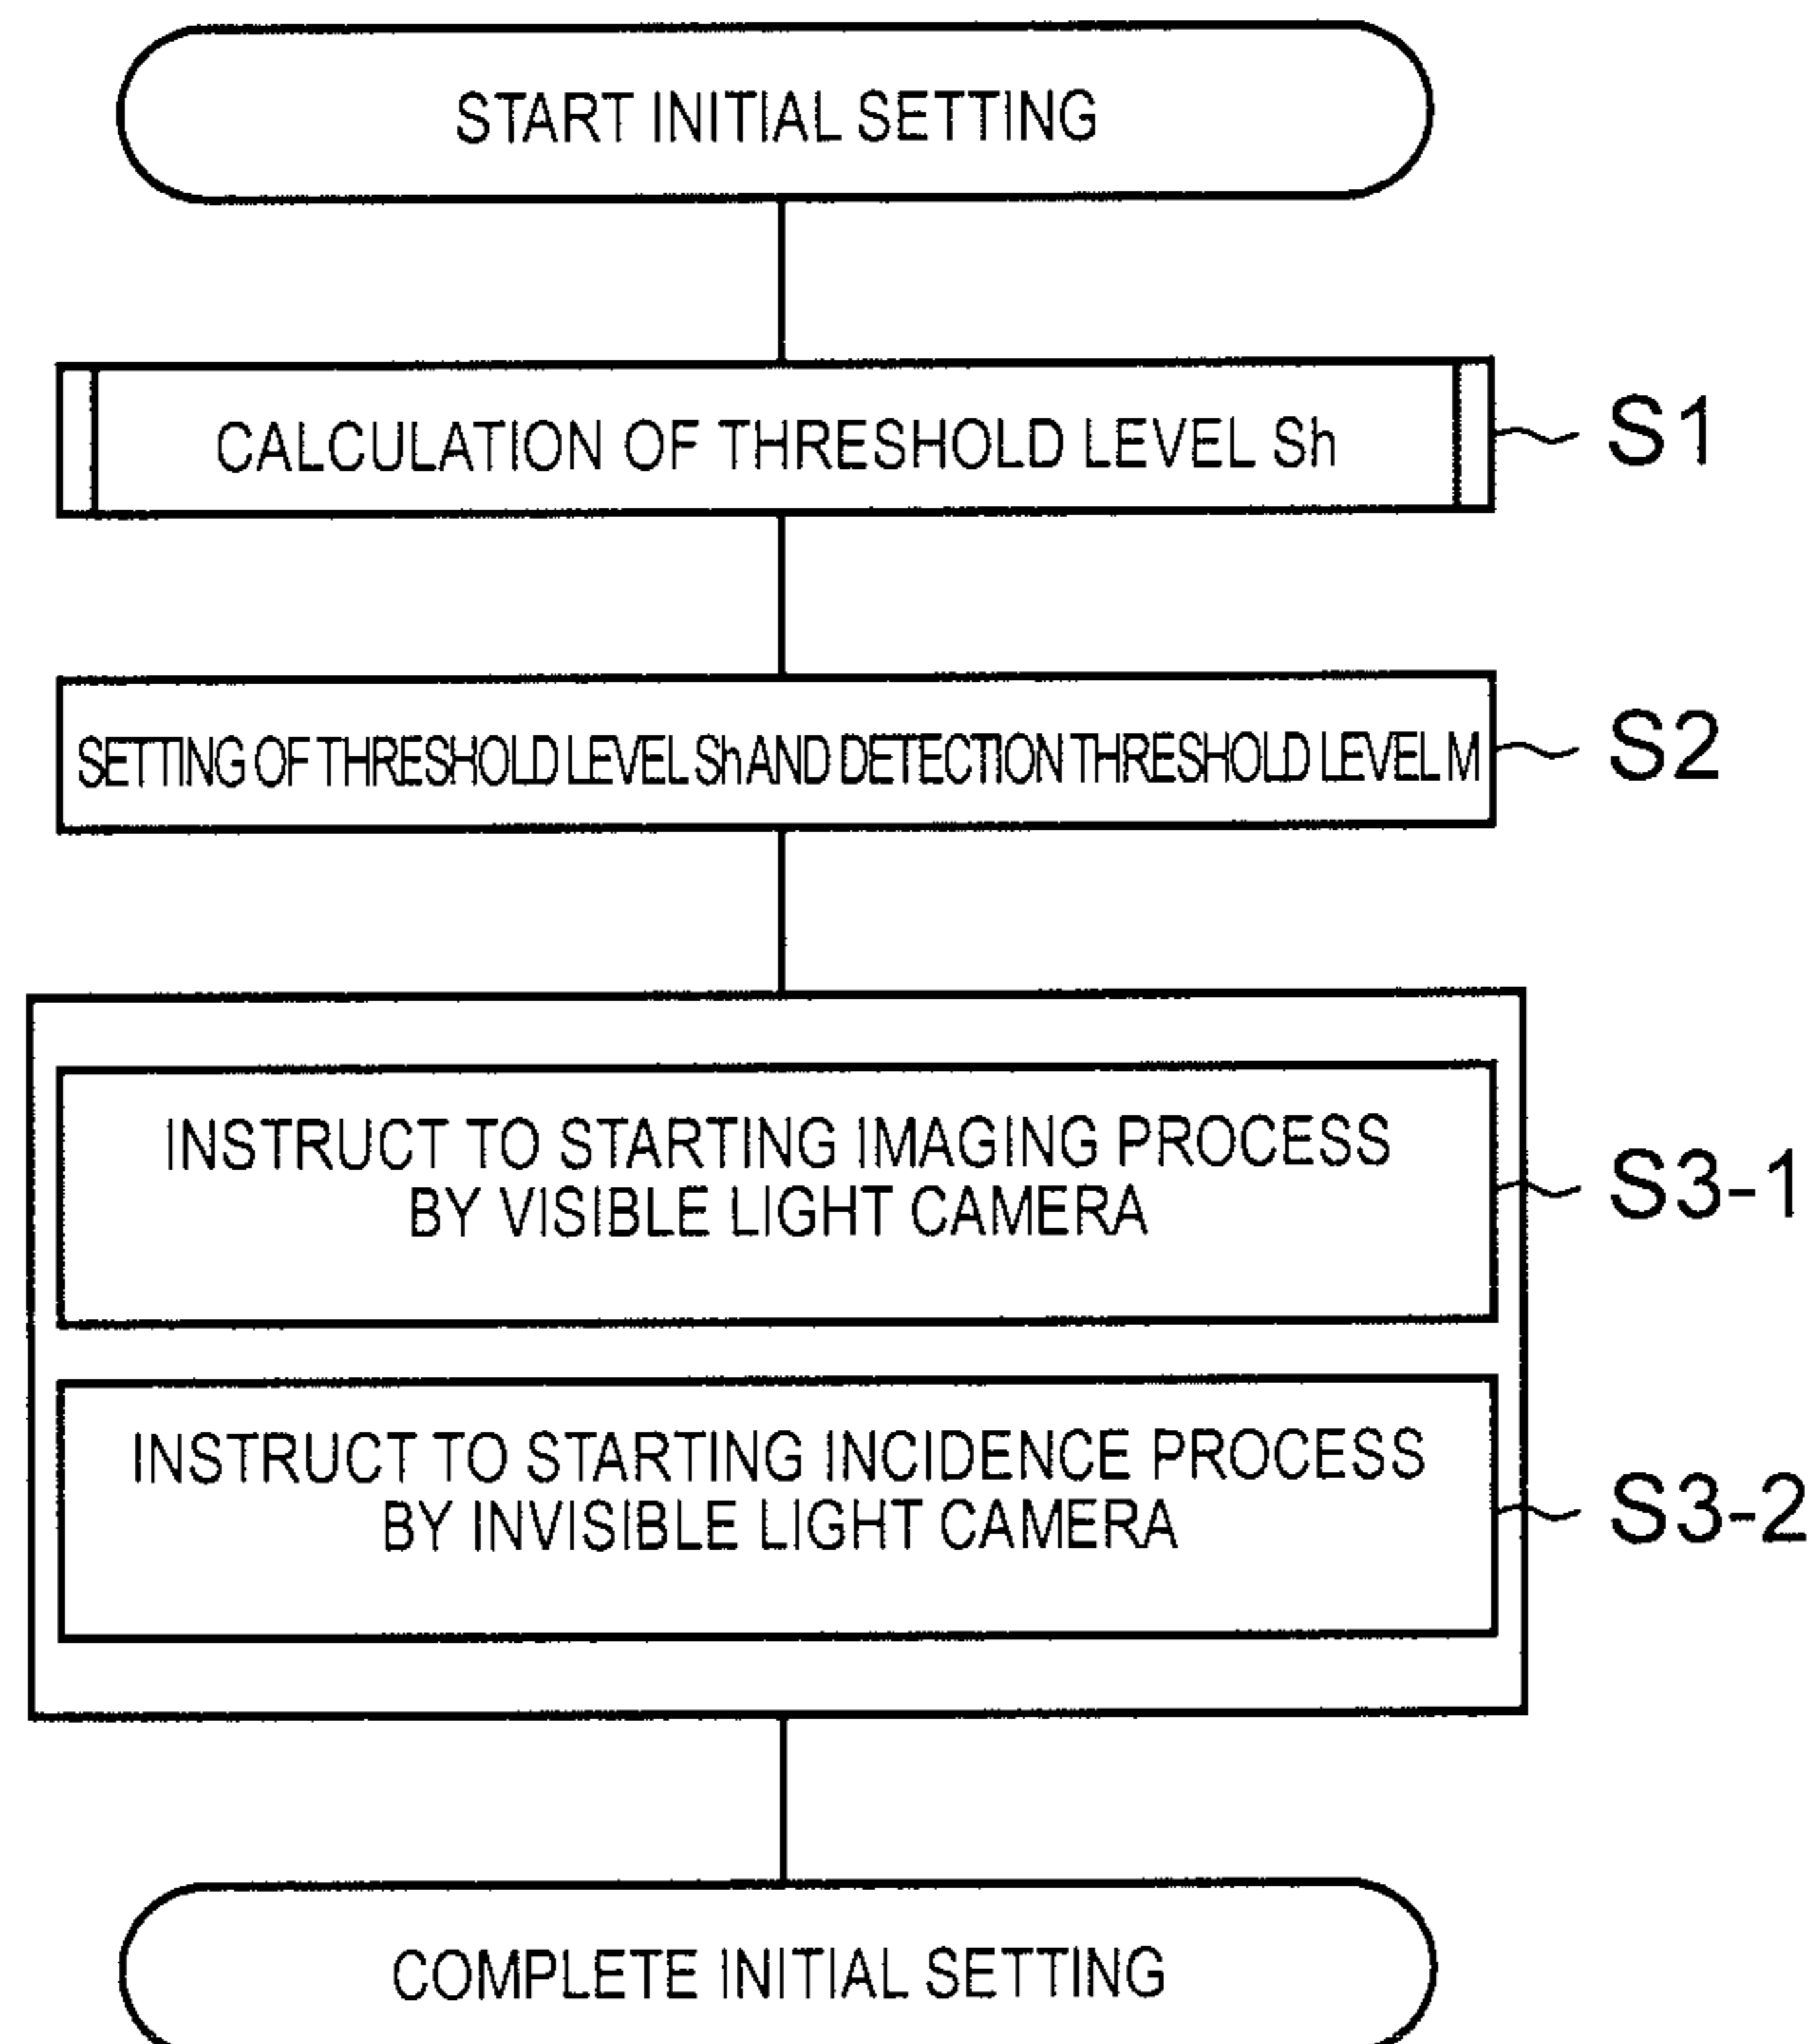 START INITIAL SETTING
CALCULATION OF THRESHOLD LEVEL Sh
S1
SETTING OF THRESHOLD LEVEL Sh AND DETECTION THRESHOLD LEVEL M
S2
INSTRUCT TO STARTING IMAGING PROCESS
BY VISIBLE LIGHT CAMERA
S3-1
INSTRUCT TO STARTING INCIDENCE PROCESS
BY INVISIBLE LIGHT CAMERA
S3-2
COMPLETE INITIAL SETTING